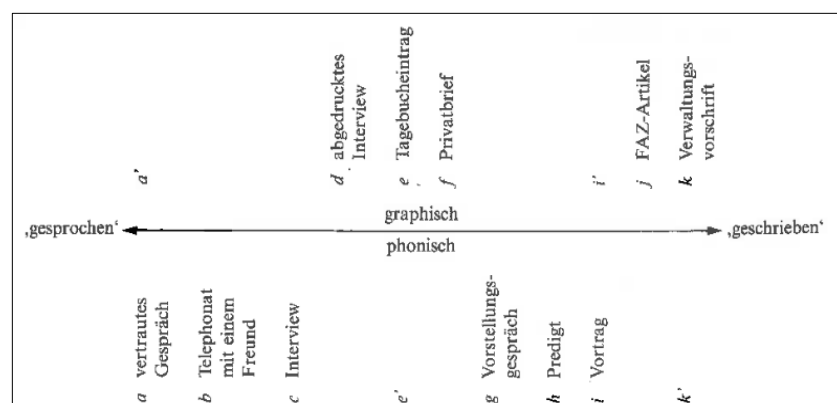 a'
d abgedrucktes
Interview
e Tagebucheintrag
f Privatbrief
i'
j FAZ-Artikel
k Verwaltungs-
vorschrift
‚gesprochen‘
graphisch
phonisch
‚geschrieben‘
a vertrautes
Gespräch
b Telephonat
mit einem
Freund
c Interview
e'
g Vorstellungs-
gespräch
h Predigt
i Vortrag
k'